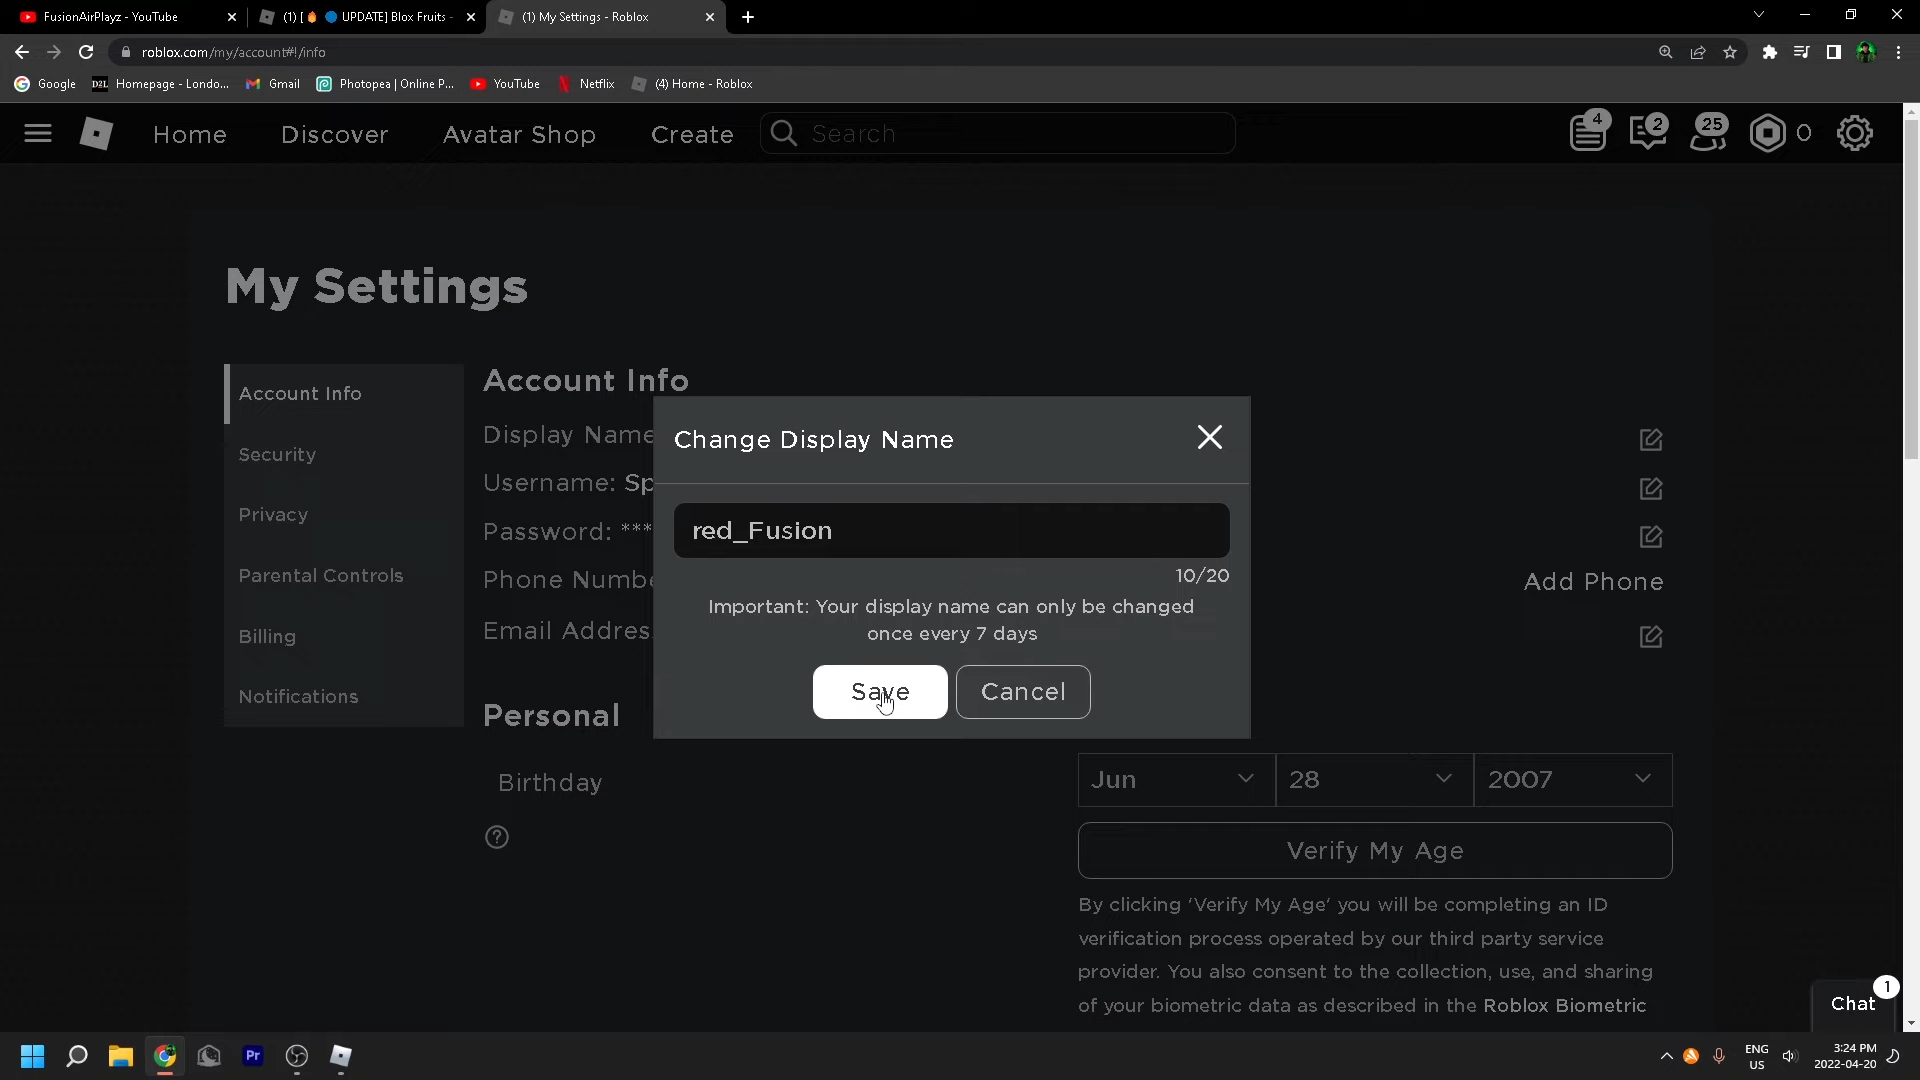 FusionAirPlayz - YouTube
(1) [🔥🔵 UPDATE] Blox Fruits -
(1) My Settings - Roblox
roblox.com/my/account#!/info
Google
D2L
Homepage - Londo...
Gmail
Photopea | Online P...
YouTube
Netflix
(4) Home - Roblox
Home
Discover
Avatar Shop
Create
Search
4
2
25
0
My Settings
Account Info
Security
Privacy
Parental Controls
Billing
Notifications
Account Info
Display Name
Username: Sp
Password: ***
Phone Numbe
Email Addres
Add Phone
Change Display Name
red_Fusion
10/20
Important: Your display name can only be changed
once every 7 days
Save
Cancel
Personal
Birthday
Jun
28
2007
Verify My Age
By clicking 'Verify My Age' you will be completing an ID
verification process operated by our third party service
provider. You also consent to the collection, use, and sharing
of your biometric data as described in the Roblox Biometric
Chat
1
Pr
ENG
US
3:24 PM
2022-04-20